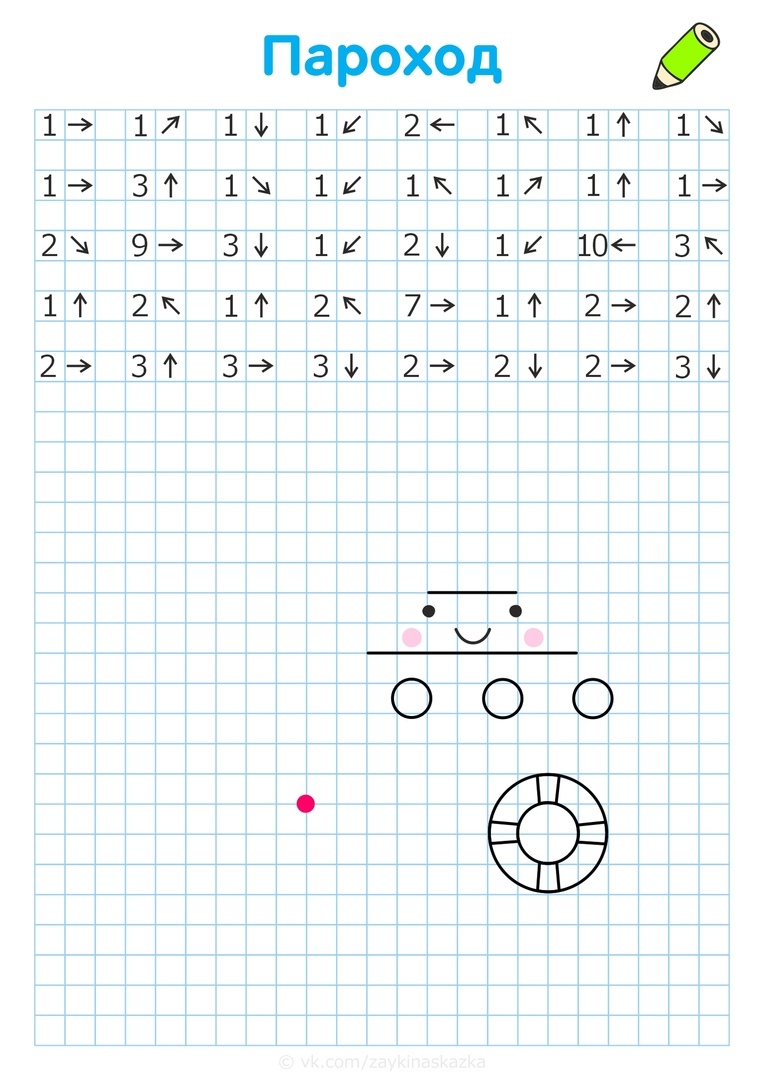 Пароход
1 → 1 ↗ 1 ↓ 1 ↙ 2 ← 1 ↖ 1 ↑ 1 ↘
1 → 3 ↑ 1 ↘ 1 ↙ 1 ↖ 1 ↗ 1 ↑ 1 →
2 ↘ 9 → 3 ↓ 1 ↙ 2 ↓ 1 ↙ 10 ← 3 ↖
1 ↑ 2 ↖ 1 ↑ 2 ↖ 7 → 1 ↑ 2 → 2 ↑
2 → 3 ↑ 3 → 3 ↓ 2 → 2 ↓ 2 → 3 ↓
© vk.com/zaykinaskazka